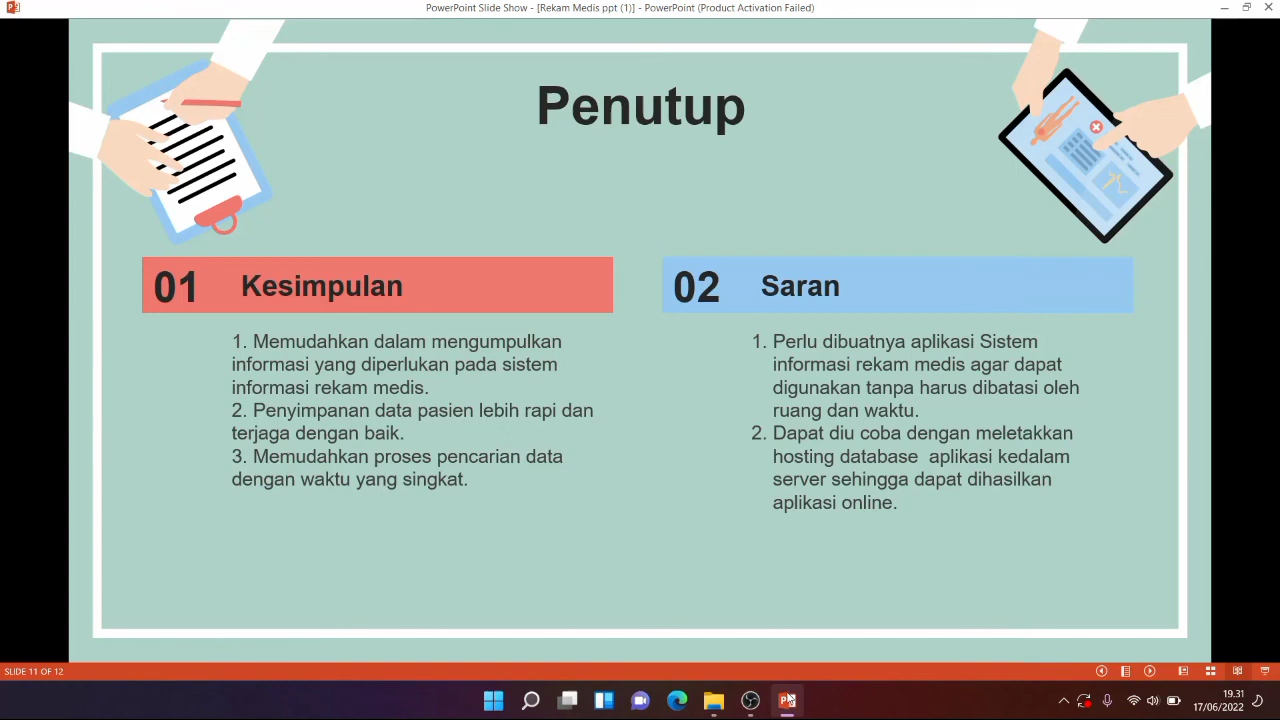 PowerPoint Slide Show - [Rekam Medis ppt (1)] - PowerPoint (Product Activation Failed)
Penutup
01 Kesimpulan
1. Memudahkan dalam mengumpulkan
informasi yang diperlukan pada sistem
informasi rekam medis.
2. Penyimpanan data pasien lebih rapi dan
terjaga dengan baik.
3. Memudahkan proses pencarian data
dengan waktu yang singkat.
02 Saran
1. Perlu dibuatnya aplikasi Sistem
informasi rekam medis agar dapat
digunakan tanpa harus dibatasi oleh
ruang dan waktu.
2. Dapat diu coba dengan meletakkan
hosting database  aplikasi kedalam
server sehingga dapat dihasilkan
aplikasi online.
SLIDE 11 OF 12
19.31
17/06/2022